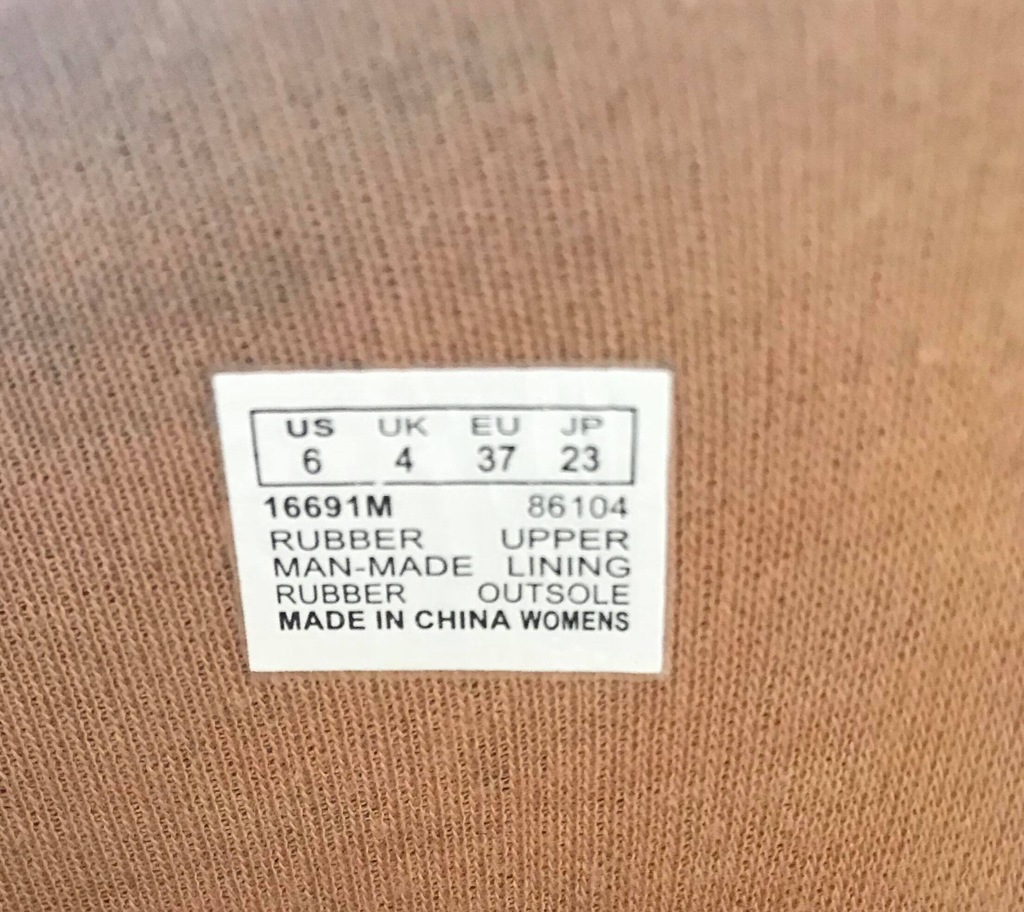 US UK EU JP
6 4 37 23
16691M 86104
RUBBER UPPER
MAN-MADE LINING
RUBBER OUTSOLE
MADE IN CHINA WOMENS